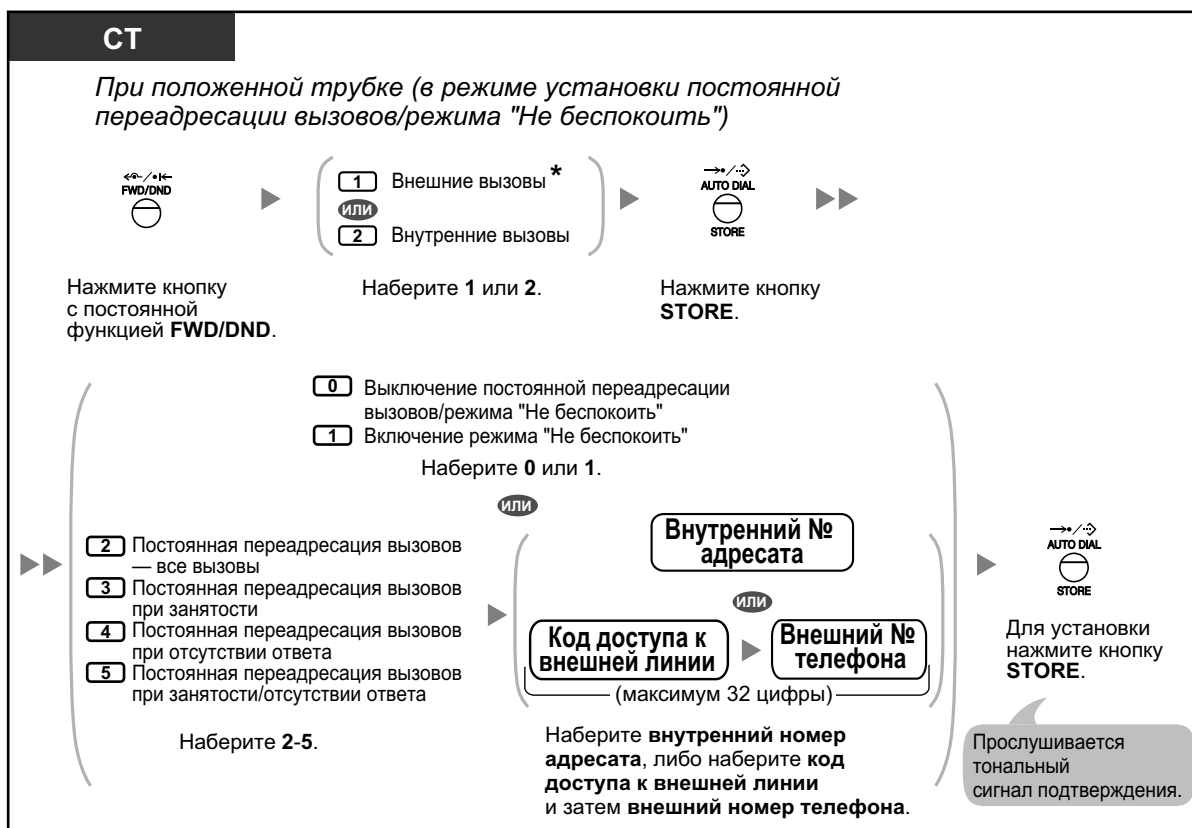 СТ
При положенной трубке (в режиме установки постоянной
переадресации вызовов/режима "Не беспокоить")
FWD/DND
1 Внешние вызовы *
или
2 Внутренние вызовы
AUTO DIAL
STORE
Нажмите кнопку
с постоянной
функцией FWD/DND.
Наберите 1 или 2.
Нажмите кнопку
STORE.
0 Выключение постоянной переадресации
вызовов/режима "Не беспокоить"
1 Включение режима "Не беспокоить"
Наберите 0 или 1.
или
2 Постоянная переадресация вызовов
— все вызовы
3 Постоянная переадресация вызовов
при занятости
4 Постоянная переадресация вызовов
при отсутствии ответа
5 Постоянная переадресация вызовов
при занятости/отсутствии ответа
Наберите 2-5.
Внутренний №
адресата
или
Код доступа к
внешней линии
Внешний №
телефона
(максимум 32 цифры)
Наберите внутренний номер
адресата, либо наберите код
доступа к внешней линии
и затем внешний номер телефона.
AUTO DIAL
STORE
Для установки
нажмите кнопку
STORE.
Прослушивается
тональный
сигнал подтверждения.